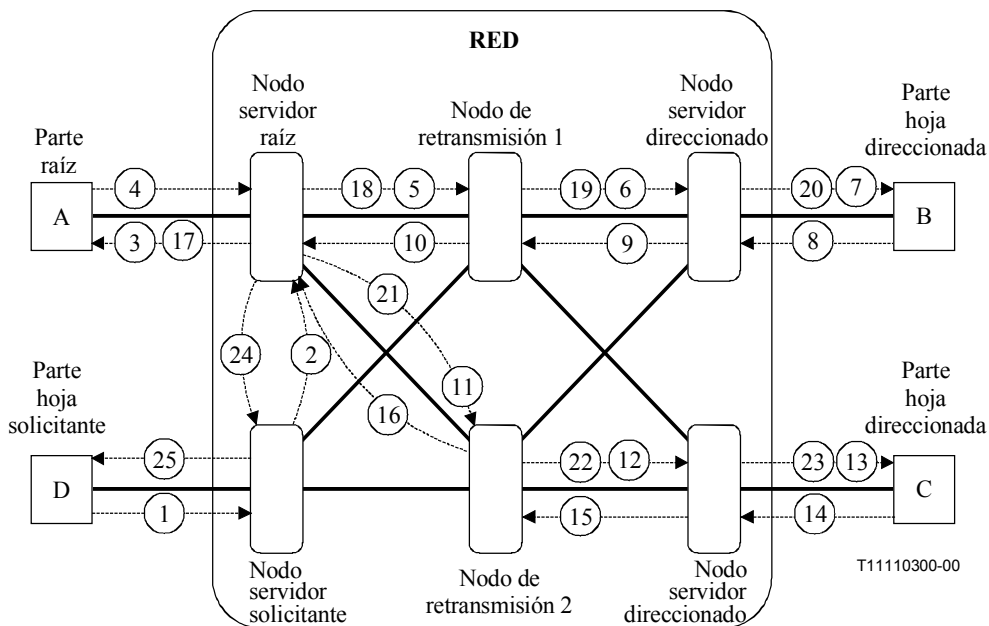 RED
Nodo
servidor
raíz
Nodo de
retransmisión 1
Nodo
servidor
direccionado
Parte
raíz
Parte
hoja
direccionada
4
18
5
19
6
20
7
A
B
3
17
10
9
8
21
24
2
11
16
Parte
hoja
solicitante
Parte
hoja
direccionada
25
22
12
23
13
D
C
1
15
14
Nodo
servidor
solicitante
Nodo de
retransmisión 2
Nodo
servidor
direccionado
T11110300-00